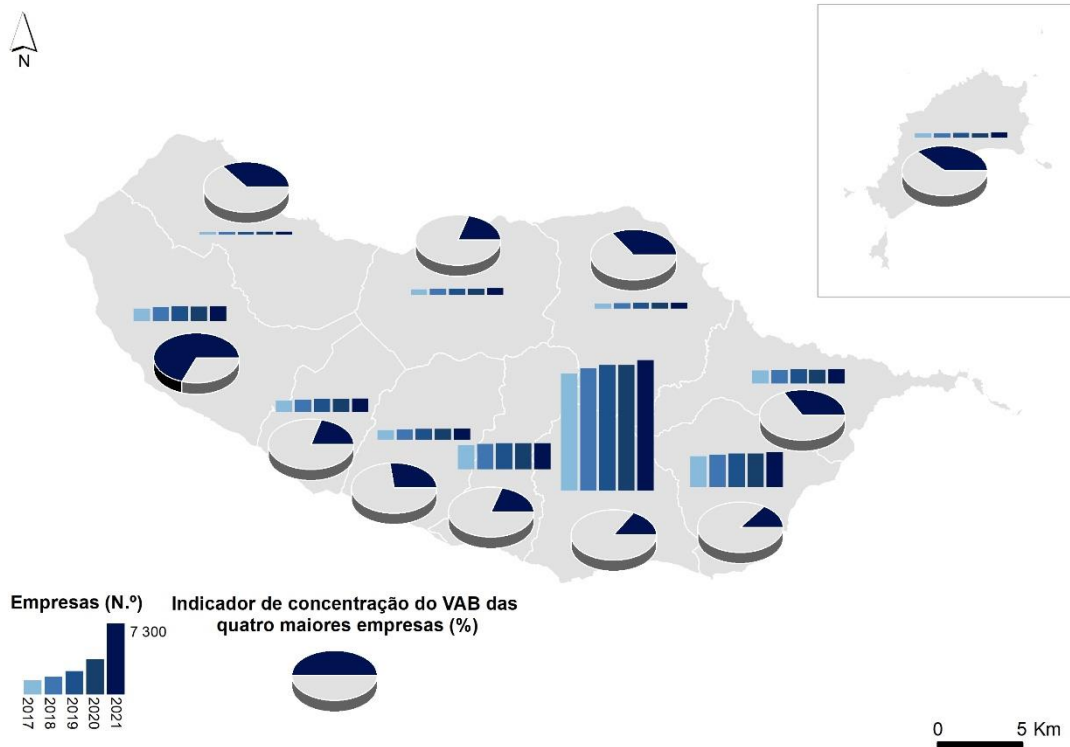 N
Empresas (N.º)
7 300
2017
2018
2019
2020
2021
Indicador de concentração do VAB das
quatro maiores empresas (%)
0 5 Km